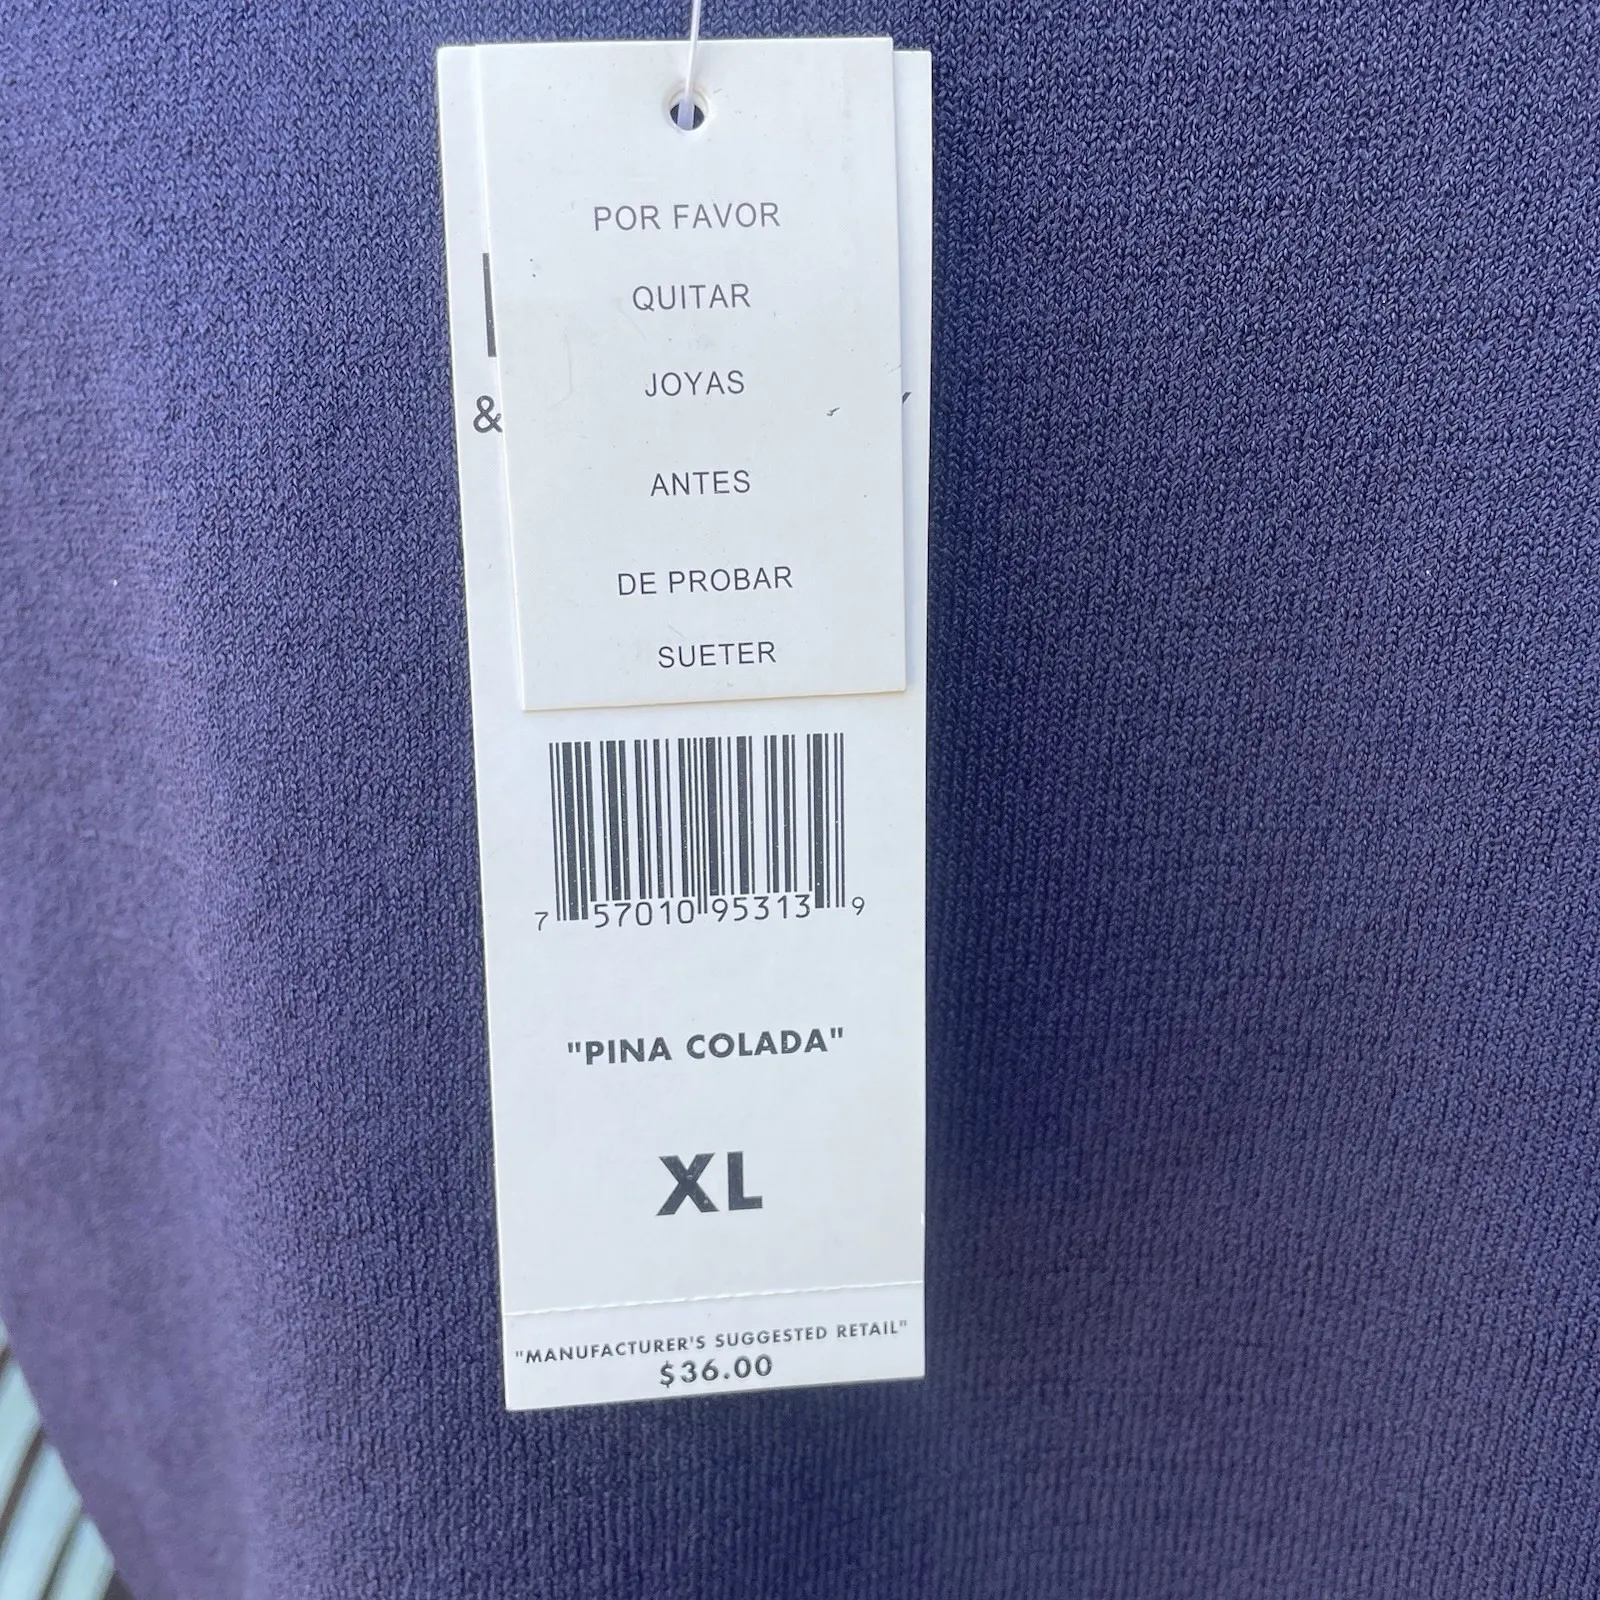 POR FAVOR
QUITAR
JOYAS
&
ANTES
DE PROBAR
SUETER
7 57010 95313 9
"PINA COLADA"
XL
"MANUFACTURER'S SUGGESTED RETAIL"
$36.00